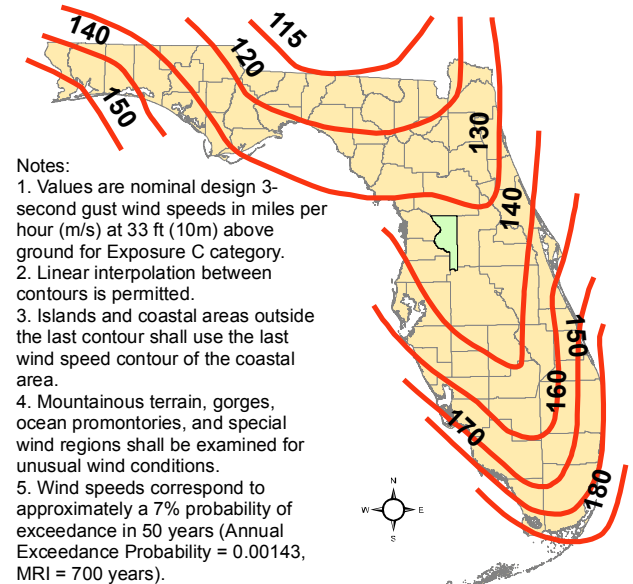 115
140
120
150
130
Notes:
1. Values are nominal design 3-
second gust wind speeds in miles per
hour (m/s) at 33 ft (10m) above
ground for Exposure C category.
2. Linear interpolation between
contours is permitted.
3. Islands and coastal areas outside
the last contour shall use the last
wind speed contour of the coastal
area.
4. Mountainous terrain, gorges,
ocean promontories, and special
wind regions shall be examined for
unusual wind conditions.
5. Wind speeds correspond to
approximately a 7% probability of
exceedance in 50 years (Annual
Exceedance Probability = 0.00143,
MRI = 700 years).
140
150
160
170
180
N
W E
S